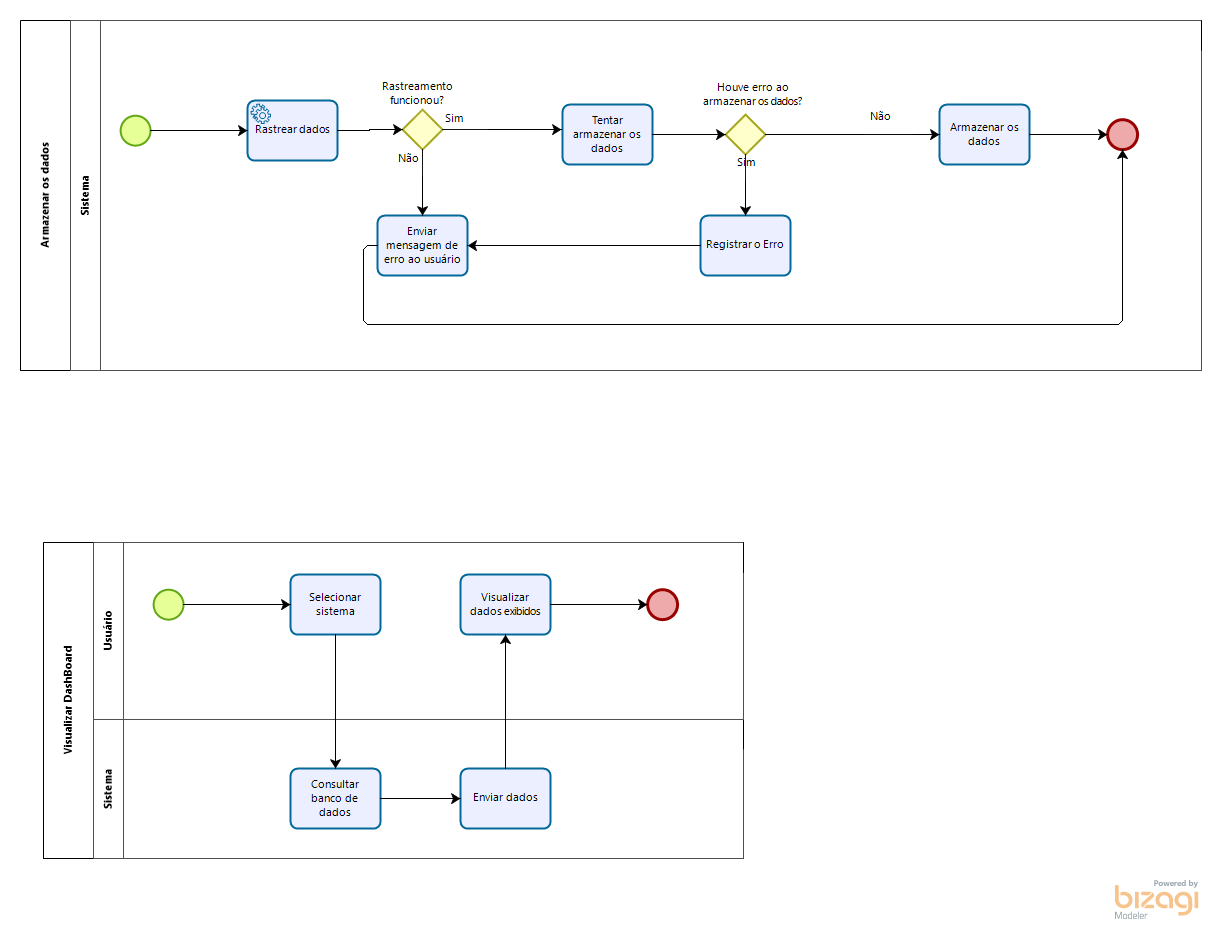 Armazenar os dados
Sistema
Rastrear dados
Rastreamento
funcionou?
Sim
Não
Enviar
mensagem de
erro ao usuário
Tentar
armazenar os
dados
Houve erro ao
armazenar os dados?
Não
Sim
Registrar o Erro
Armazenar os
dados
Visualizar DashBoard
Usuário
Sistema
Selecionar
sistema
Visualizar
dados exibidos
Consultar
banco de
dados
Enviar dados
Powered by
bizagi
Modeler